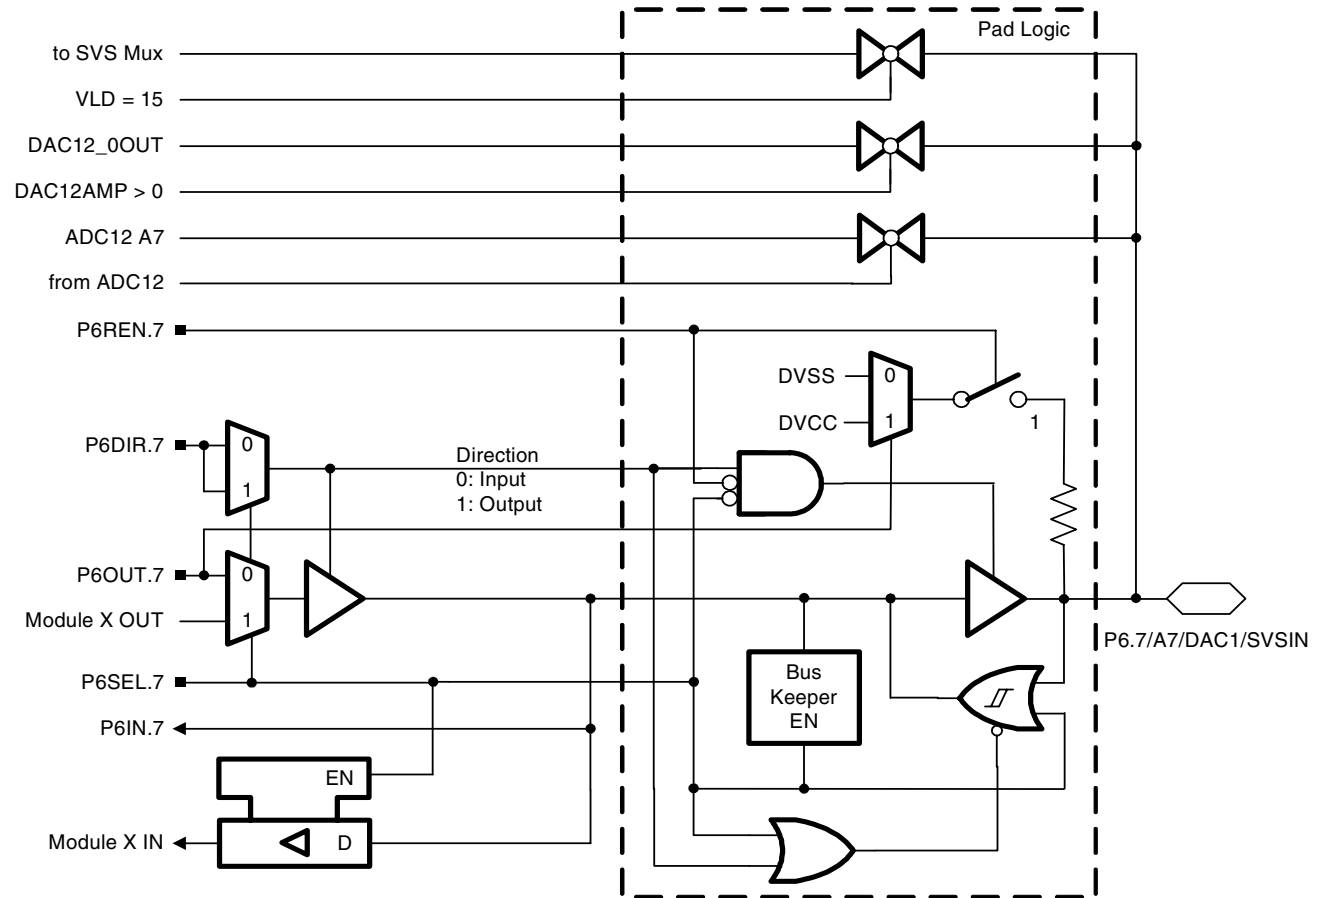 Pad Logic
to SVS Mux
VLD = 15
DAC12_0OUT
DAC12AMP > 0
ADC12 A7
from ADC12
P6REN.7
DVSS
0
DVCC
1
1
P6DIR.7
0
1
Direction
0: Input
1: Output
P6OUT.7
0
Module X OUT
1
P6.7/A7/DAC1/SVSIN
P6SEL.7
Bus
Keeper
EN
P6IN.7
EN
Module X IN
D